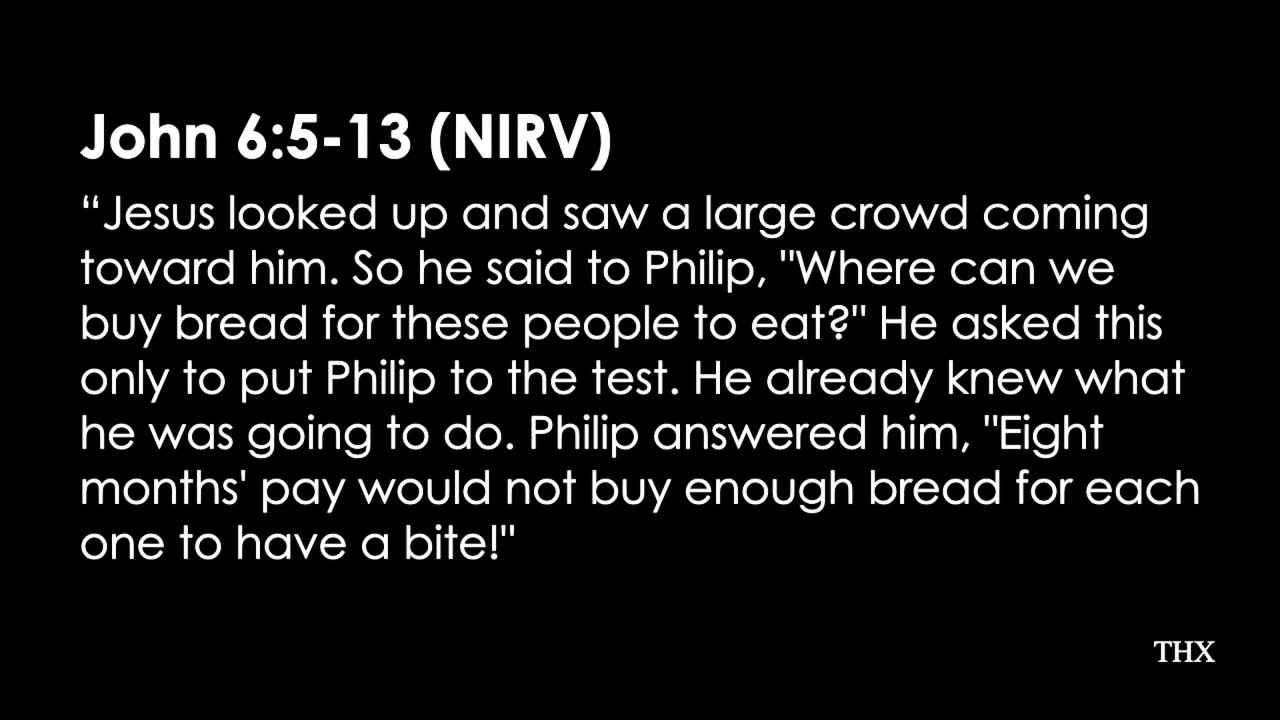 John 6:5-13 (NIRV)
“Jesus looked up and saw a large crowd coming
toward him. So he said to Philip, "Where can we
buy bread for these people to eat?" He asked this
only to put Philip to the test. He already knew what
he was going to do. Philip answered him, "Eight
months' pay would not buy enough bread for each
one to have a bite!"
THX